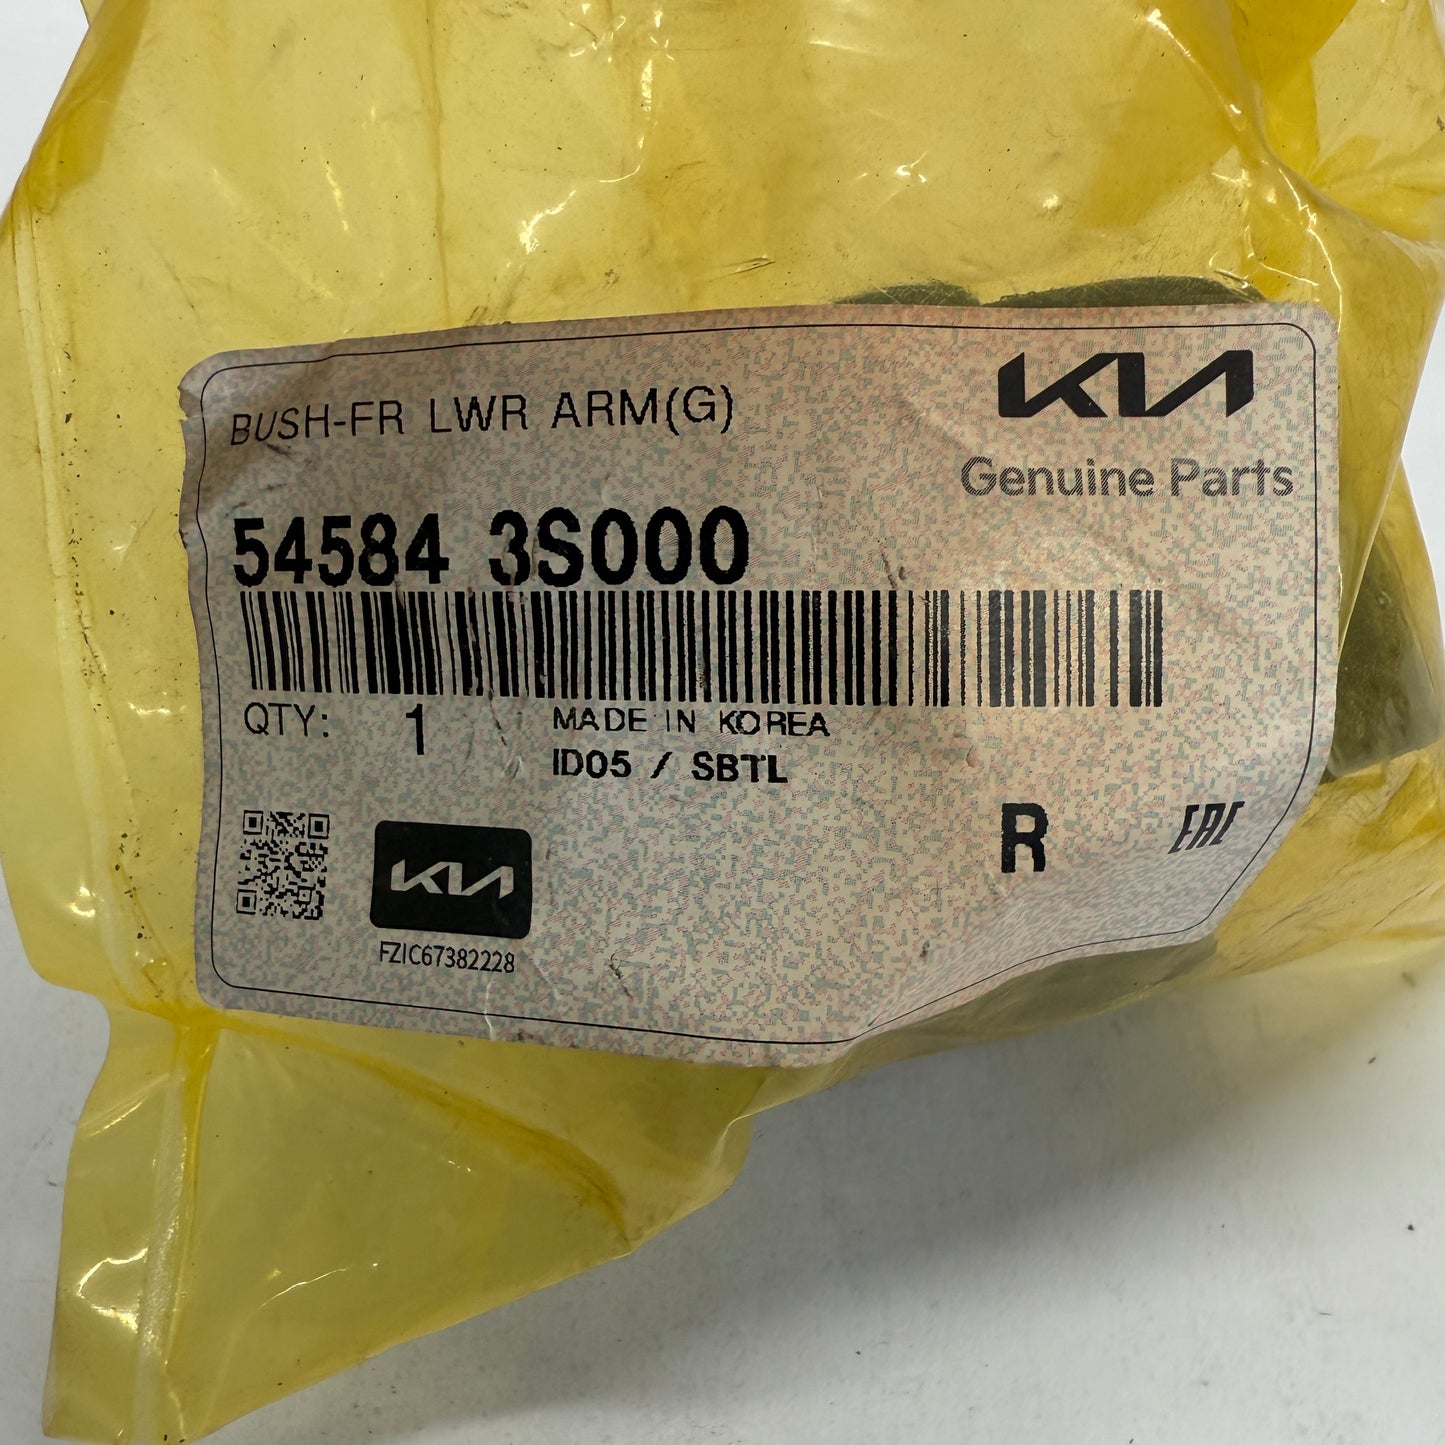 KIA
Genuine Parts
BUSH-FR LWR ARM(G)
54584 3S000
QTY: 1
MADE IN KOREA
ID05 / SBTL
R
EAC
KIA
FZIC67382228